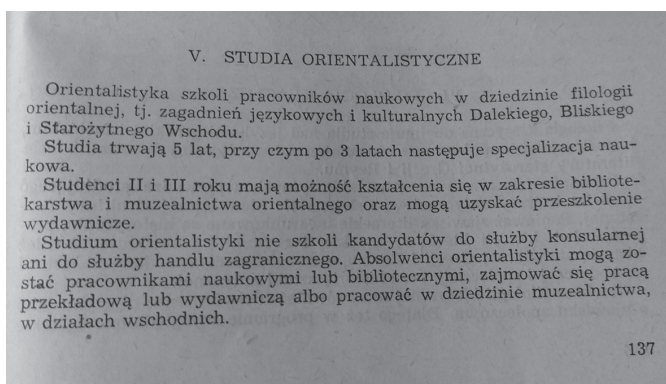 V. STUDIA ORIENTALISTYCZNE
Orientalistyka szkoli pracowników naukowych w dziedzinie filologii
orientalnej, tj. zagadnień językowych i kulturalnych Dalekiego, Bliskiego
i Starożytnego Wschodu.
Studia trwają 5 lat, przy czym po 3 latach następuje specjalizacja nau-
kowa.
Studenci II i III roku mają możność kształcenia się w zakresie bibliote-
karstwa i muzealnictwa orientalnego oraz mogą uzyskać przeszkolenie
wydawnicze.
Studium orientalistyki nie szkoli kandydatów do służby konsularnej
ani do służby handlu zagranicznego. Absolwenci orientalistyki mogą zo-
stać pracownikami naukowymi lub bibliotecznymi, zajmować się pracą
przekładową lub wydawniczą albo pracować w dziedzinie muzealnictwa,
w działach wschodnich.
137